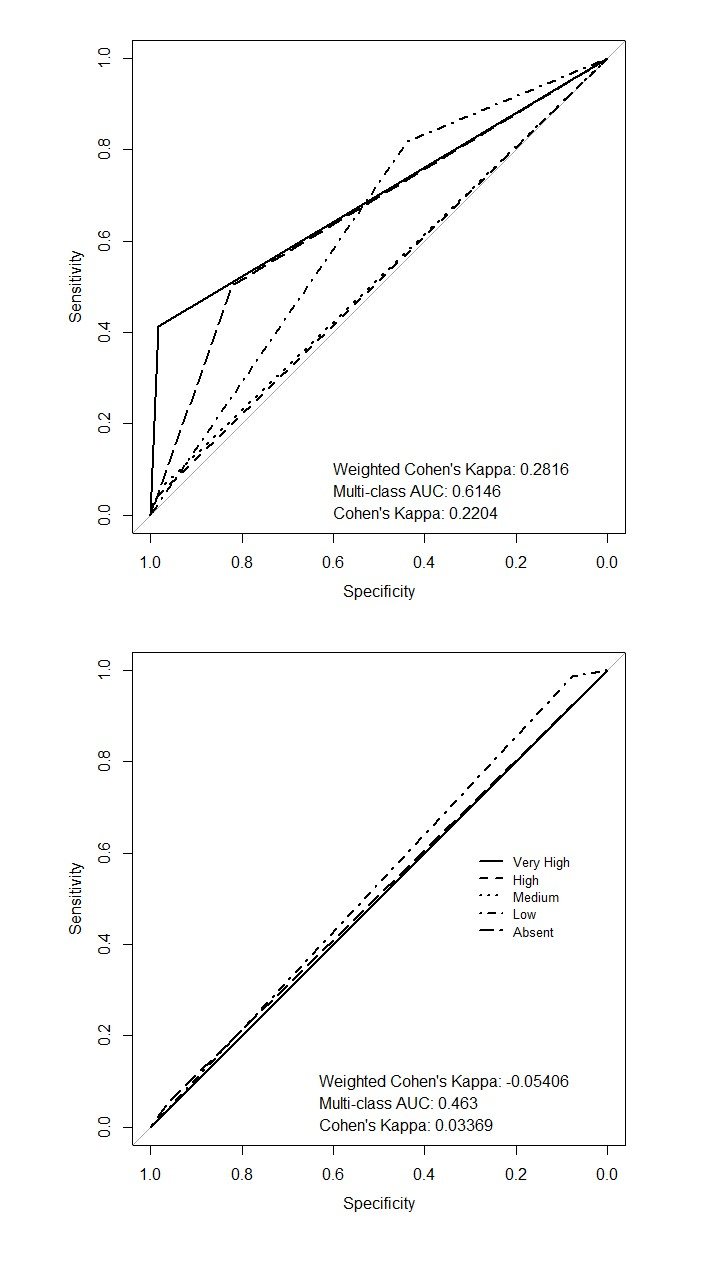 1.0
0.8
0.6
0.4
0.2
0.0
Sensitivity
Weighted Cohen's Kappa: 0.2816
Multi-class AUC: 0.6146
Cohen's Kappa: 0.2204
1.0 0.8 0.6 0.4 0.2 0.0
Specificity
1.0
0.8
0.6
0.4
0.2
0.0
Sensitivity
Very High
High
Medium
Low
Absent
Weighted Cohen's Kappa: -0.05406
Multi-class AUC: 0.463
Cohen's Kappa: 0.03369
1.0 0.8 0.6 0.4 0.2 0.0
Specificity